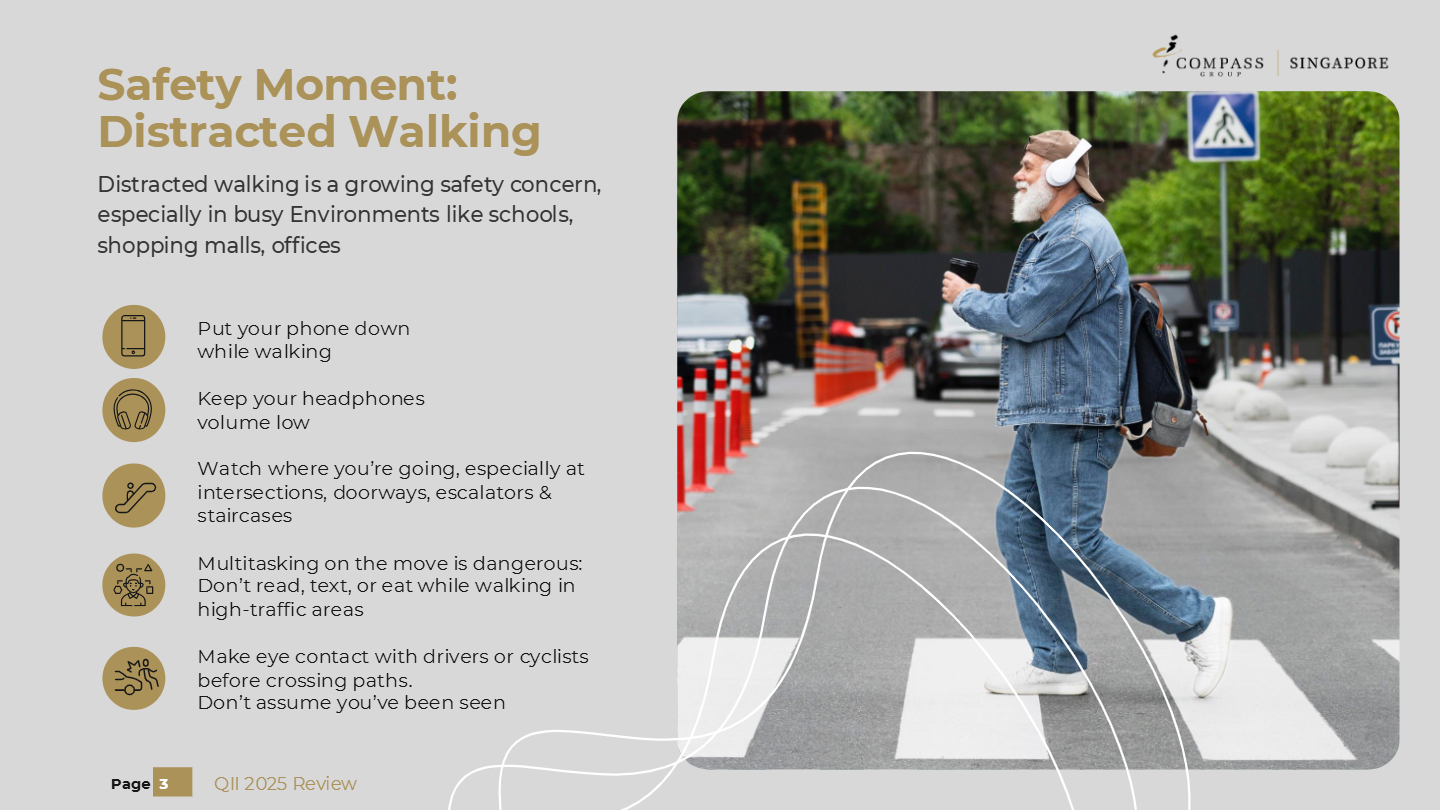 COMPASS
GROUP
SINGAPORE
Safety Moment:
Distracted Walking
Distracted walking is a growing safety concern,
especially in busy Environments like schools,
shopping malls, offices
Put your phone down
while walking
Keep your headphones
volume low
Watch where you’re going, especially at
intersections, doorways, escalators &
staircases
Multitasking on the move is dangerous:
Don’t read, text, or eat while walking in
high-traffic areas
Make eye contact with drivers or cyclists
before crossing paths.
Don’t assume you’ve been seen
Page 3
QII 2025 Review